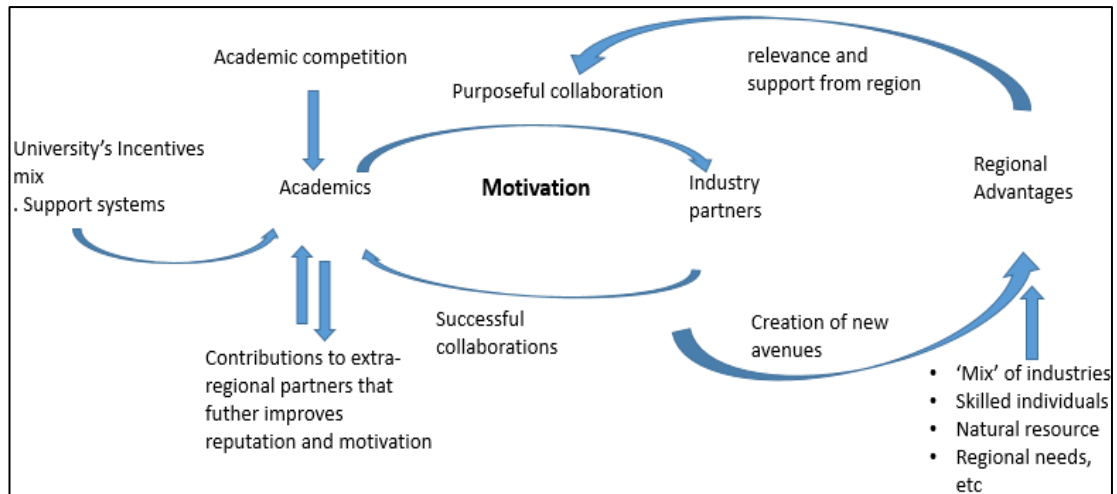 Academic competition
relevance and
support from region
Purposeful collaboration
University's Incentives
mix
. Support systems
Academics
Motivation
Industry
partners
Regional
Advantages
Successful
collaborations
Creation of new
avenues
Contributions to extra-
regional partners that
futher improves
reputation and motivation
• ‘Mix’ of industries
• Skilled individuals
• Natural resource
• Regional needs,
etc